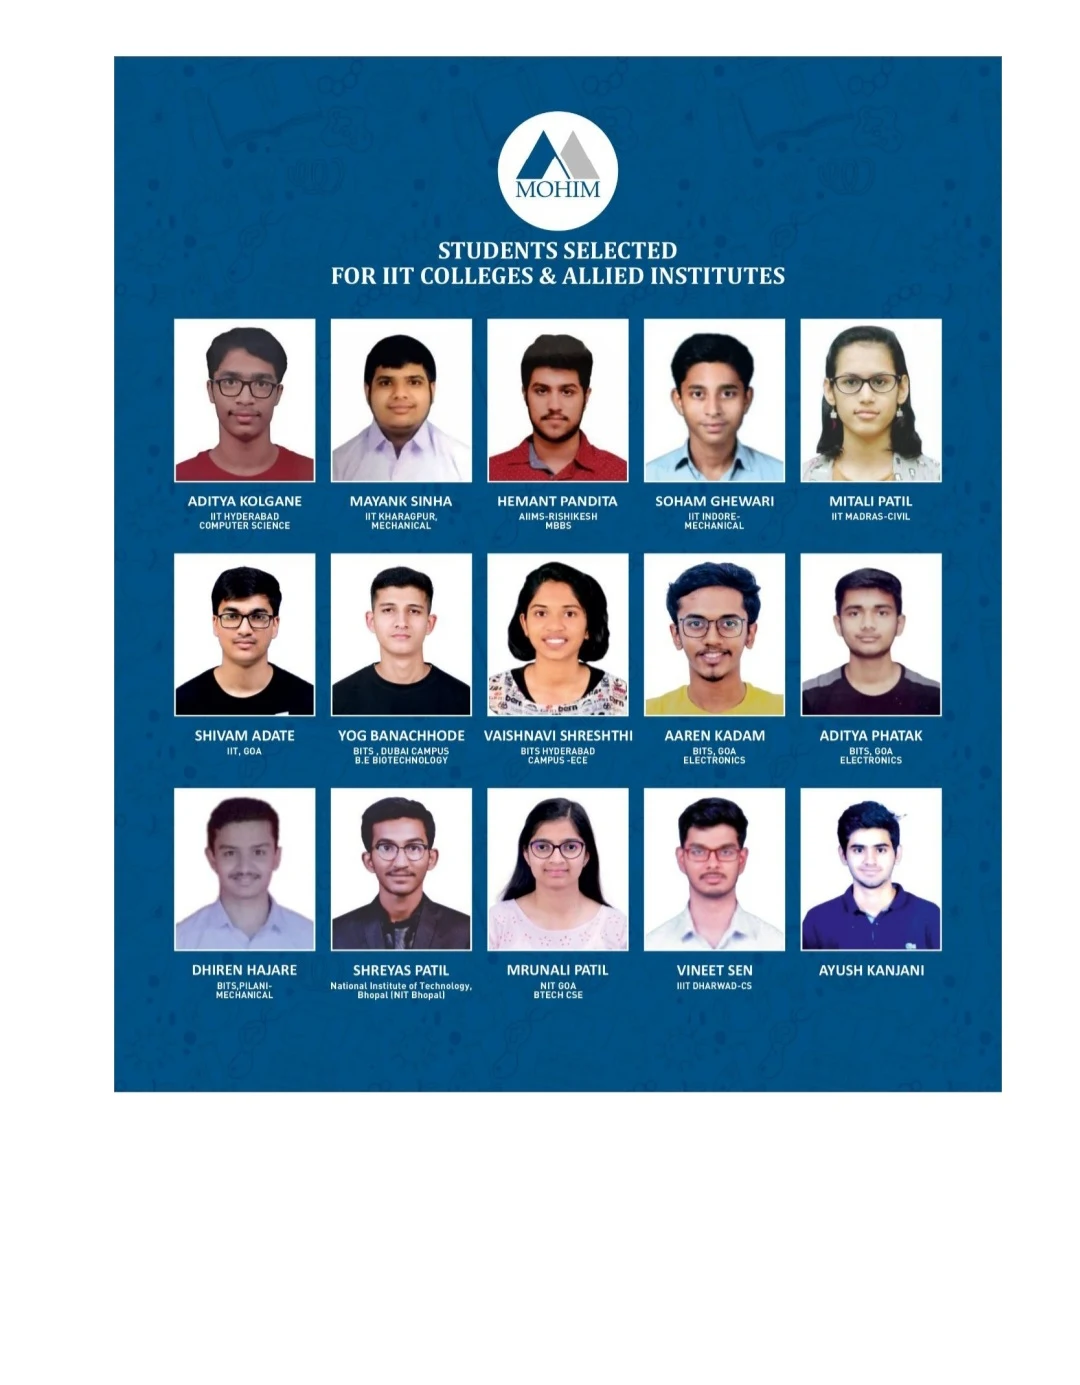 MOHIM
STUDENTS SELECTED
FOR IIT COLLEGES & ALLIED INSTITUTES
ADITYA KOLGANE
IIT HYDERABAD
COMPUTER SCIENCE
MAYANK SINHA
IIT KHARAGPUR,
MECHANICAL
HEMANT PANDITA
AIIMS-RISHIKESH
MBBS
SOHAM GHEWARI
IIT INDORE-
MECHANICAL
MITALI PATIL
IIT MADRAS-CIVIL
SHIVAM ADATE
IIT, GOA
YOG BANACHHODE
BITS , DUBAI CAMPUS
B.E BIOTECHNOLOGY
VAISHNAVI SHRESHTHI
BITS HYDERABAD
CAMPUS -ECE
AAREN KADAM
BITS, GOA
ELECTRONICS
ADITYA PHATAK
BITS, GOA
ELECTRONICS
DHIREN HAJARE
BITS,PILANI-
MECHANICAL
SHREYAS PATIL
National Institute of Technology,
Bhopal (NIT Bhopal)
MRUNALI PATIL
NIT GOA
BTECH CSE
VINEET SEN
IIIT DHARWAD-CS
AYUSH KANJANI